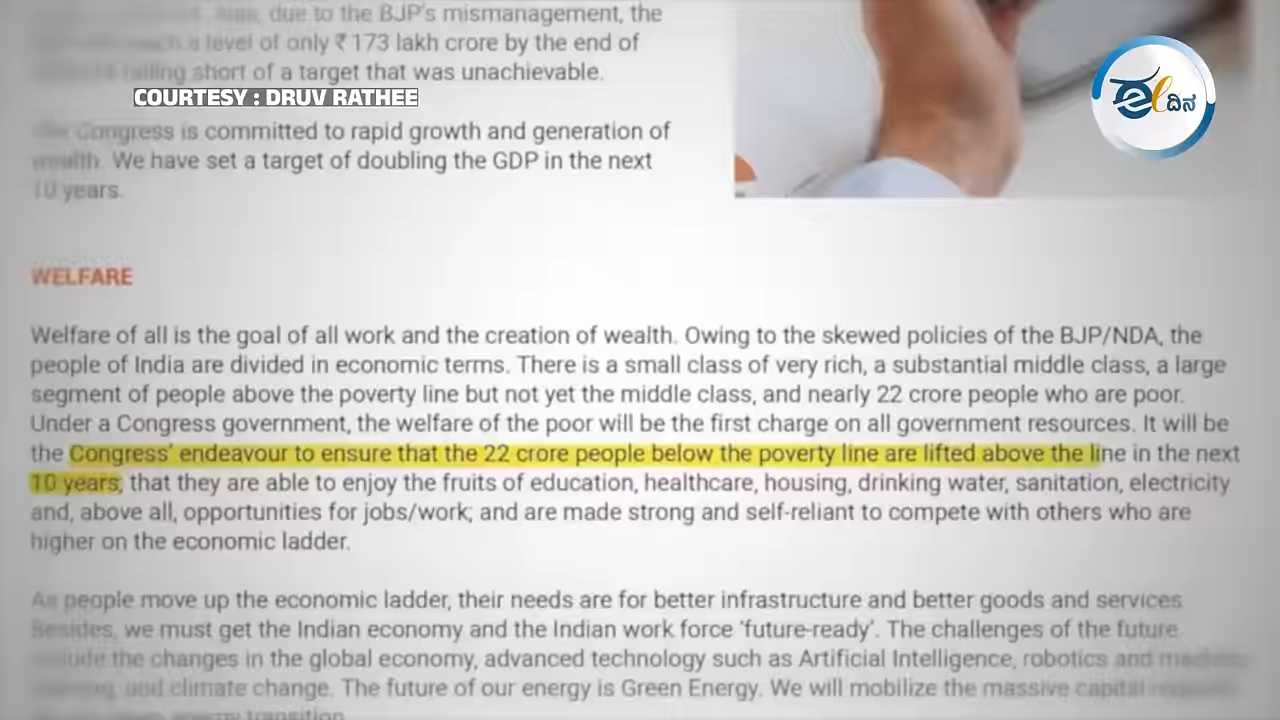 due to the BJP's mismanagement, the
a level of only ₹ 173 lakh crore by the end of
falling short of a target that was unachievable.
COURTESY : DRUV RATHEE
ಈ ದಿನ
The Congress is committed to rapid growth and generation of
wealth. We have set a target of doubling the GDP in the next
10 years.
WELFARE
Welfare of all is the goal of all work and the creation of wealth. Owing to the skewed policies of the BJP/NDA, the
people of India are divided in economic terms. There is a small class of very rich, a substantial middle class, a large
segment of people above the poverty line but not yet the middle class, and nearly 22 crore people who are poor.
Under a Congress government, the welfare of the poor will be the first charge on all government resources. It will be
the Congress' endeavour to ensure that the 22 crore people below the poverty line are lifted above the line in the next
10 years; that they are able to enjoy the fruits of education, healthcare, housing, drinking water, sanitation, electricity
and, above all, opportunities for jobs/work; and are made strong and self-reliant to compete with others who are
higher on the economic ladder.
As people move up the economic ladder, their needs are for better infrastructure and better goods and services
Besides, we must get the Indian economy and the Indian work force 'future-ready'. The challenges of the future
include the changes in the global economy, advanced technology such as Artificial Intelligence, robotics and
and climate change. The future of our energy is Green Energy. We will mobilize the massive capital
energy transition